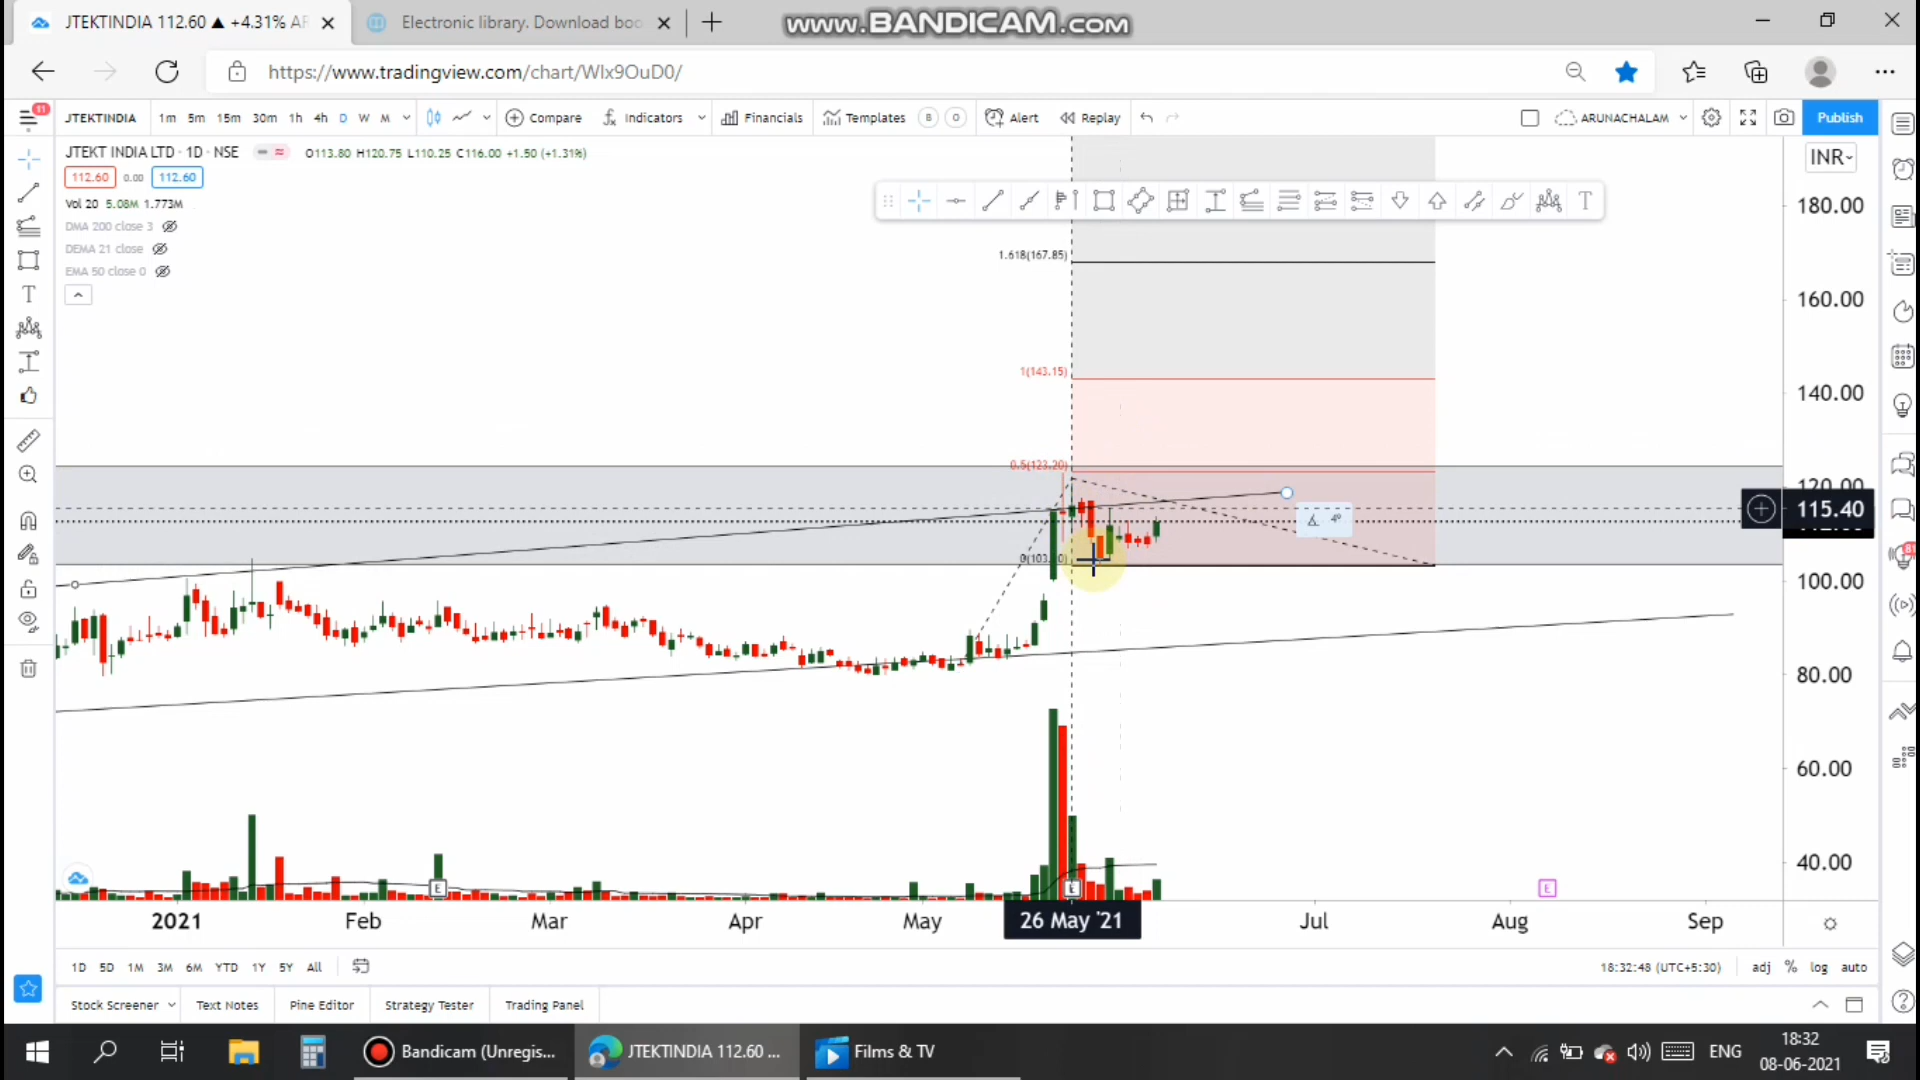 JTEKTINDIA 112.60 ▲ +4.31% AF
Electronic library. Download boo
www.BANDICAM.com
https://www.tradingview.com/chart/Wlx9OuD0/
11
JTEKTINDIA 1m 5m 15m 30m 1h 4h D W M Compare Indicators Financials Templates B O Alert Replay ARUNACHALAM Publish
JTEKT INDIA LTD · 1D · NSE O113.80 H120.75 L110.25 C116.00 +1.50 (+1.31%)
INR
112.60 0.00 112.60
Vol 20 5.08M 1.773M
DMA 200 close 3
DEMA 21 close
EMA 50 close 0
180.00
1.618(167.85)
160.00
1(143.15)
140.00
0.5(123.20)
120.00
115.40
4°
100.00
80.00
60.00
40.00
E
E
E
2021 Feb Mar Apr May 26 May '21 Jul Aug Sep
1D 5D 1M 3M 6M YTD 1Y 5Y All
18:32:48 (UTC+5:30) adj % log auto
Stock Screener Text Notes Pine Editor Strategy Tester Trading Panel
Bandicam (Unregis...
JTEKTINDIA 112.60 ...
Films & TV
ENG
18:32
08-06-2021